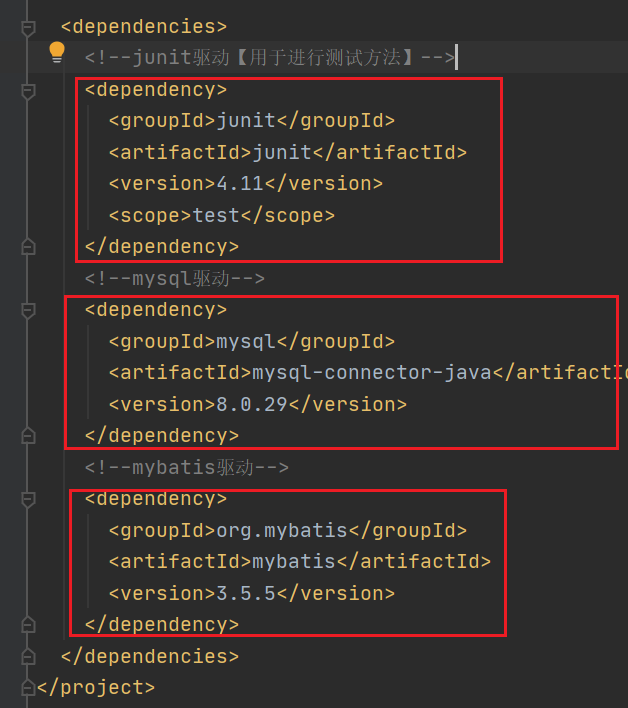 <dependencies>
<!--junit驱动【用于进行测试方法】-->
<dependency>
<groupId>junit</groupId>
<artifactId>junit</artifactId>
<version>4.11</version>
<scope>test</scope>
</dependency>
<!--mysql驱动-->
<dependency>
<groupId>mysql</groupId>
<artifactId>mysql-connector-java</artifactId
<version>8.0.29</version>
</dependency>
<!--mybatis驱动-->
<dependency>
<groupId>org.mybatis</groupId>
<artifactId>mybatis</artifactId>
<version>3.5.5</version>
</dependency>
</dependencies>
</project>